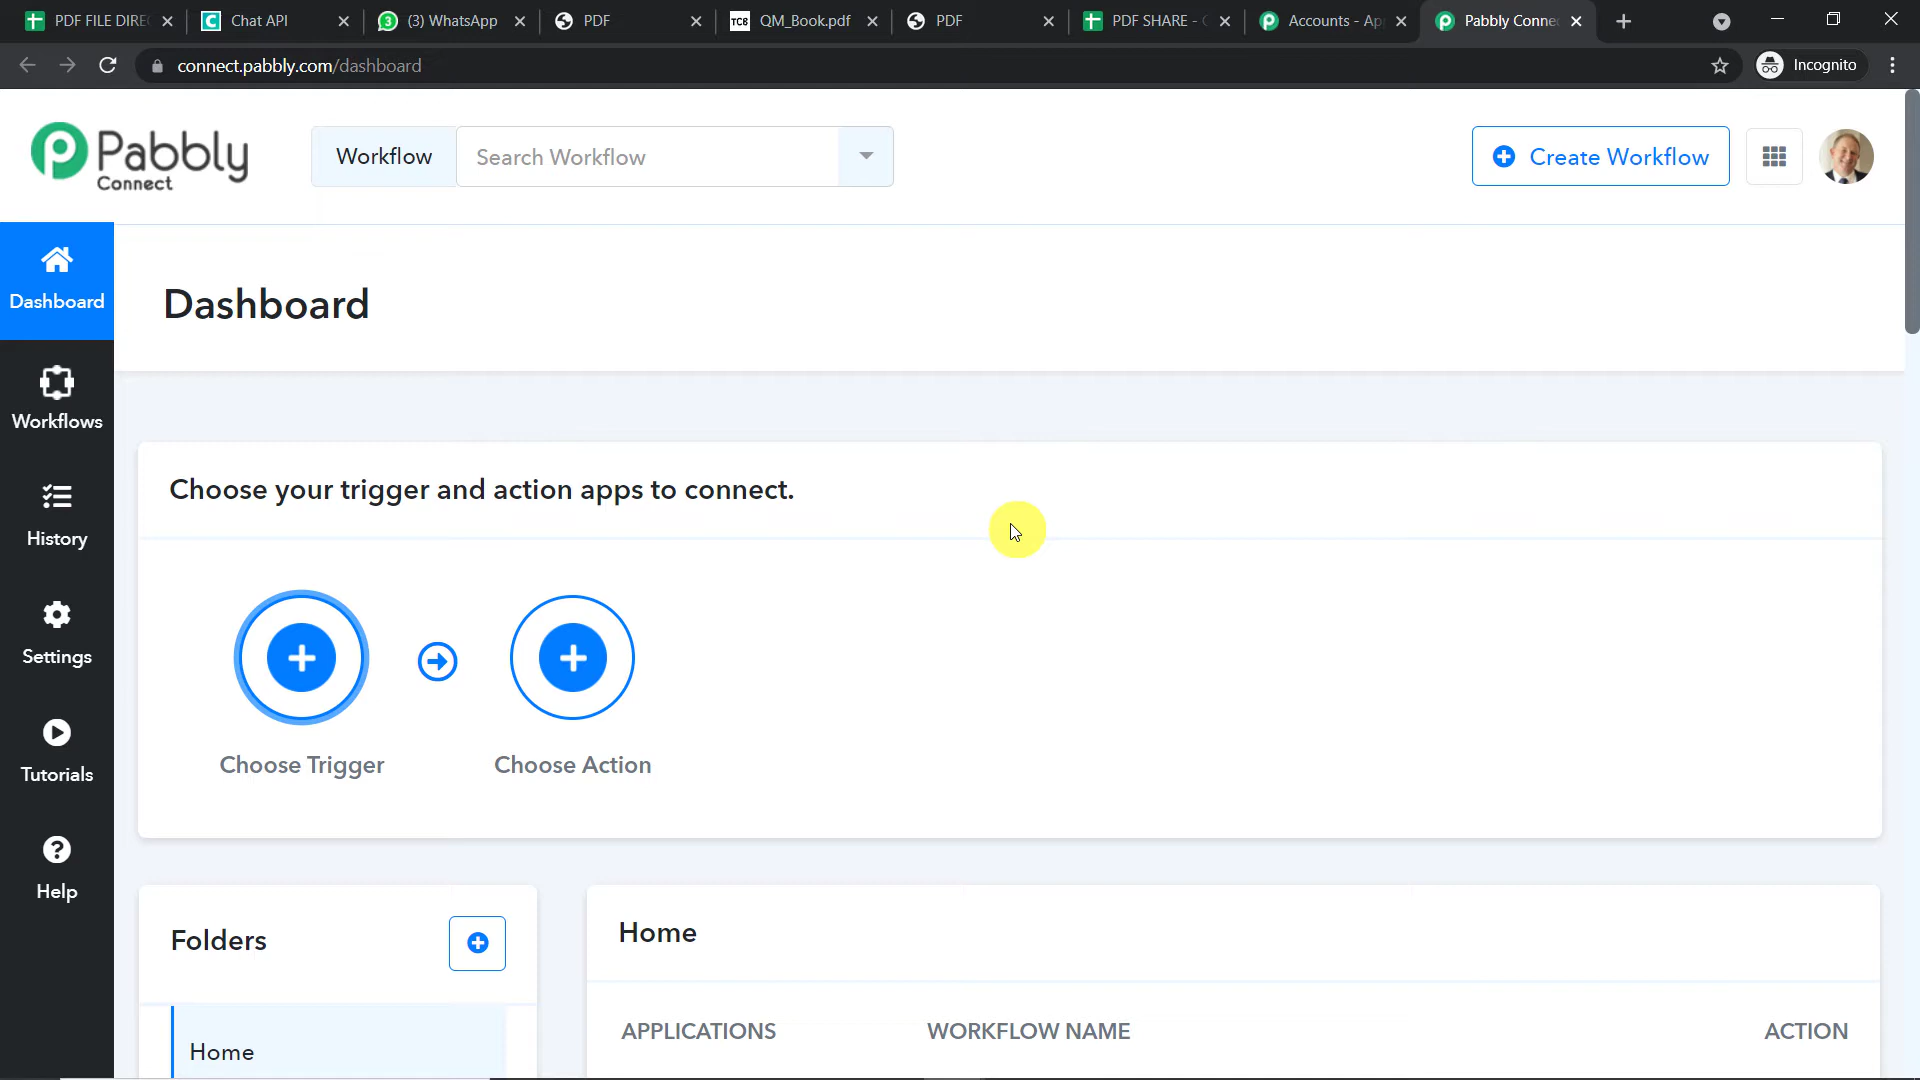 PDF FILE DIREC
Chat API
(3) WhatsApp
PDF
TCB QM_Book.pdf
PDF
PDF SHARE - G
Accounts - Ap
Pabbly Conne
connect.pabbly.com/dashboard
Incognito
Pabbly
Connect
Workflow
Search Workflow
Create Workflow
Dashboard
Workflows
History
Settings
Tutorials
Help
Dashboard
Choose your trigger and action apps to connect.
Choose Trigger
Choose Action
Folders
Home
Home
APPLICATIONS WORKFLOW NAME ACTION